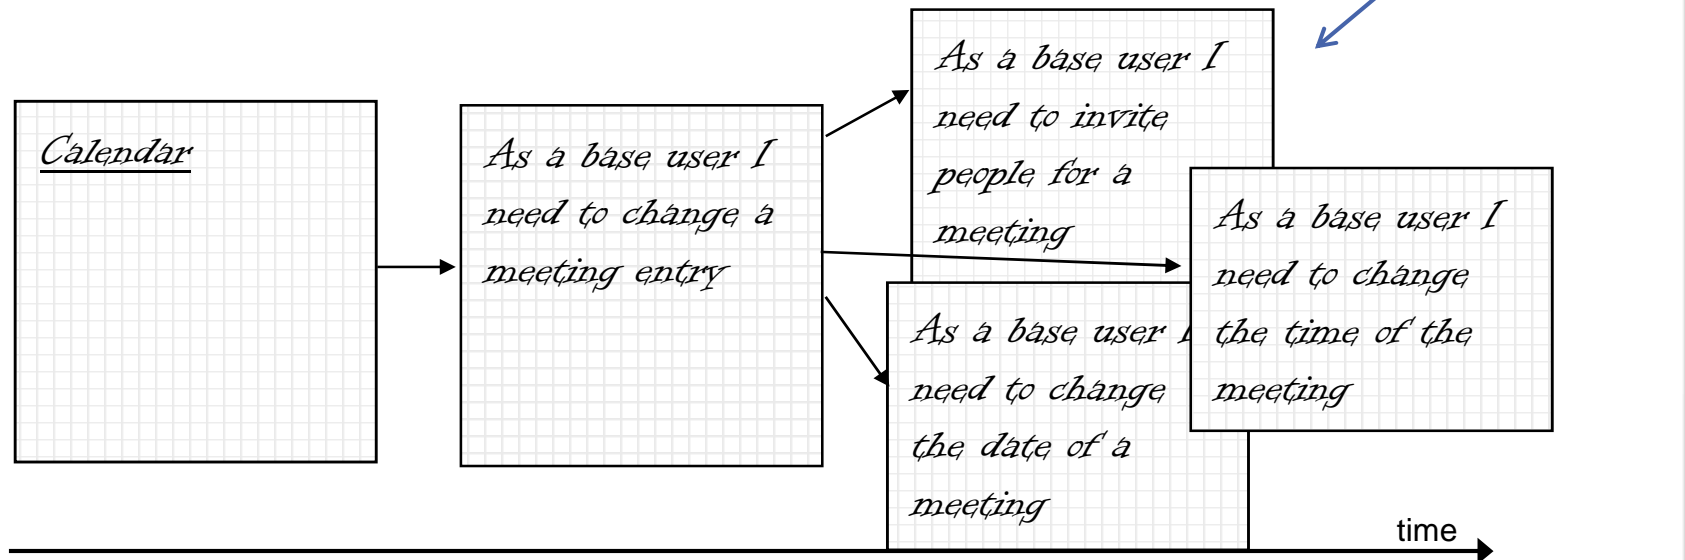 Calendar
As a base user I
need to change a
meeting entry
As a base user I
need to invite
people for a
meeting
As a base user I
need to change
the time of the
meeting
As a base user
need to change
the date of a
meeting
time